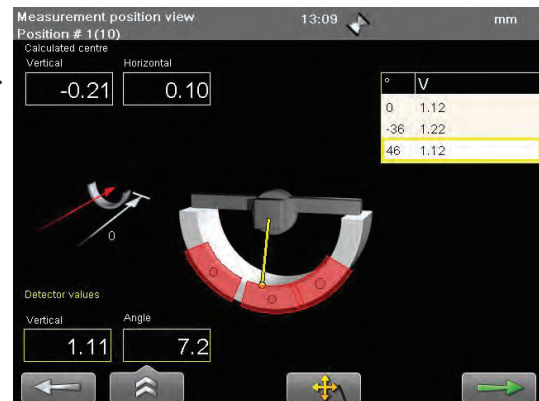 Measurement position view 13:09 mm
Position # 1(10)
Calculated centre
Vertical Horizontal
-0.21 0.10
° V
0 1.12
-36 1.22
46 1.12
0
Detector values
Vertical Angle
1.11 7.2